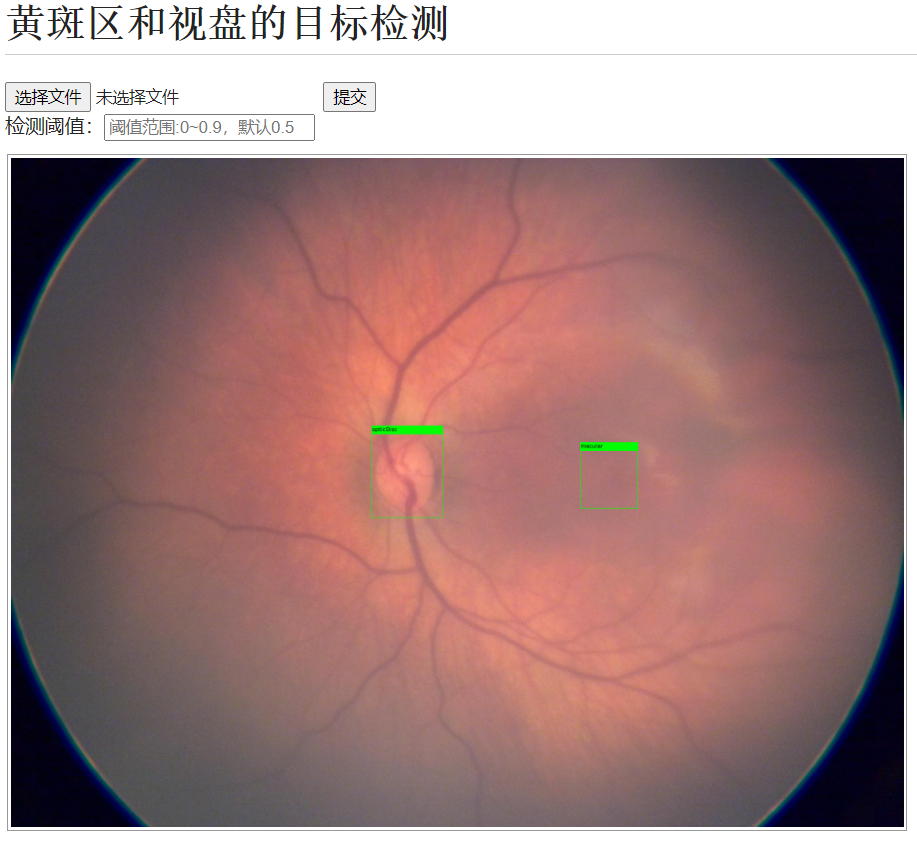 黄斑区和视盘的目标检测
选择文件 未选择文件 提交
检测阈值： 阈值范围:0~0.9，默认0.5
opticDisc
macular